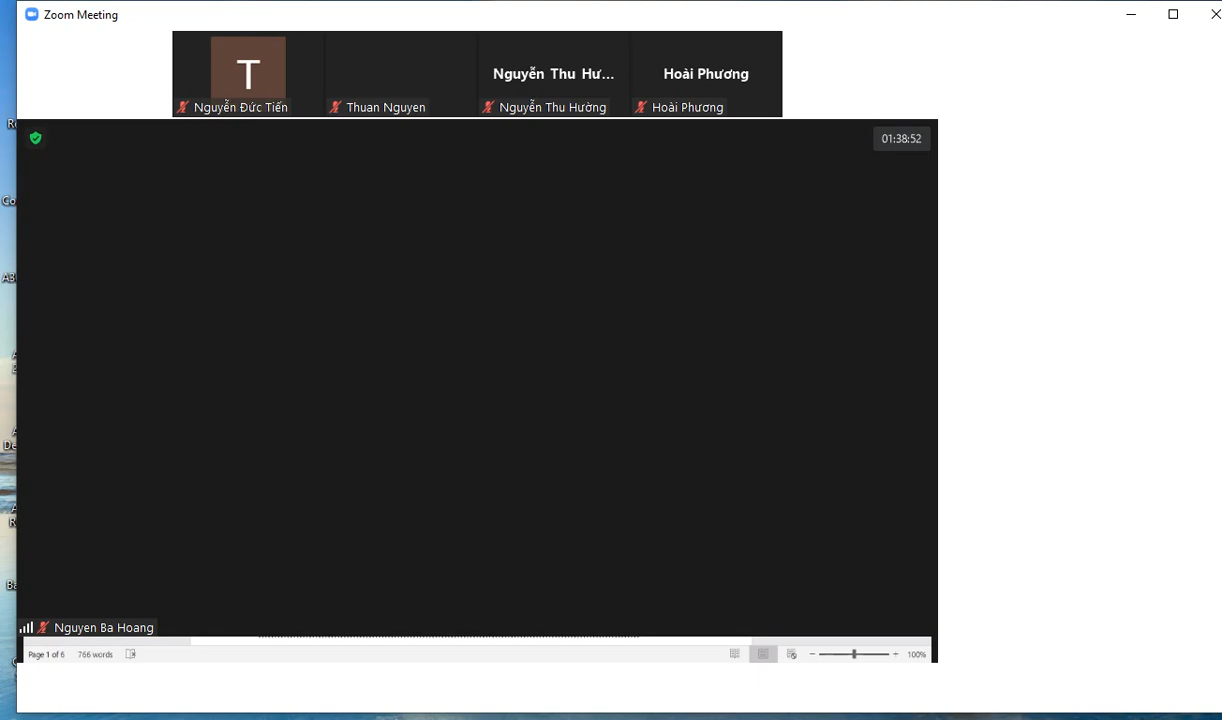 Zoom Meeting
T
Nguyễn Thu Hư...
Hoài Phương
Nguyễn Đức Tiến
Thuan Nguyen
Nguyễn Thu Hường
Hoài Phương
01:38:52
Nguyen Ba Hoang
Page 1 of 6 766 words
100%